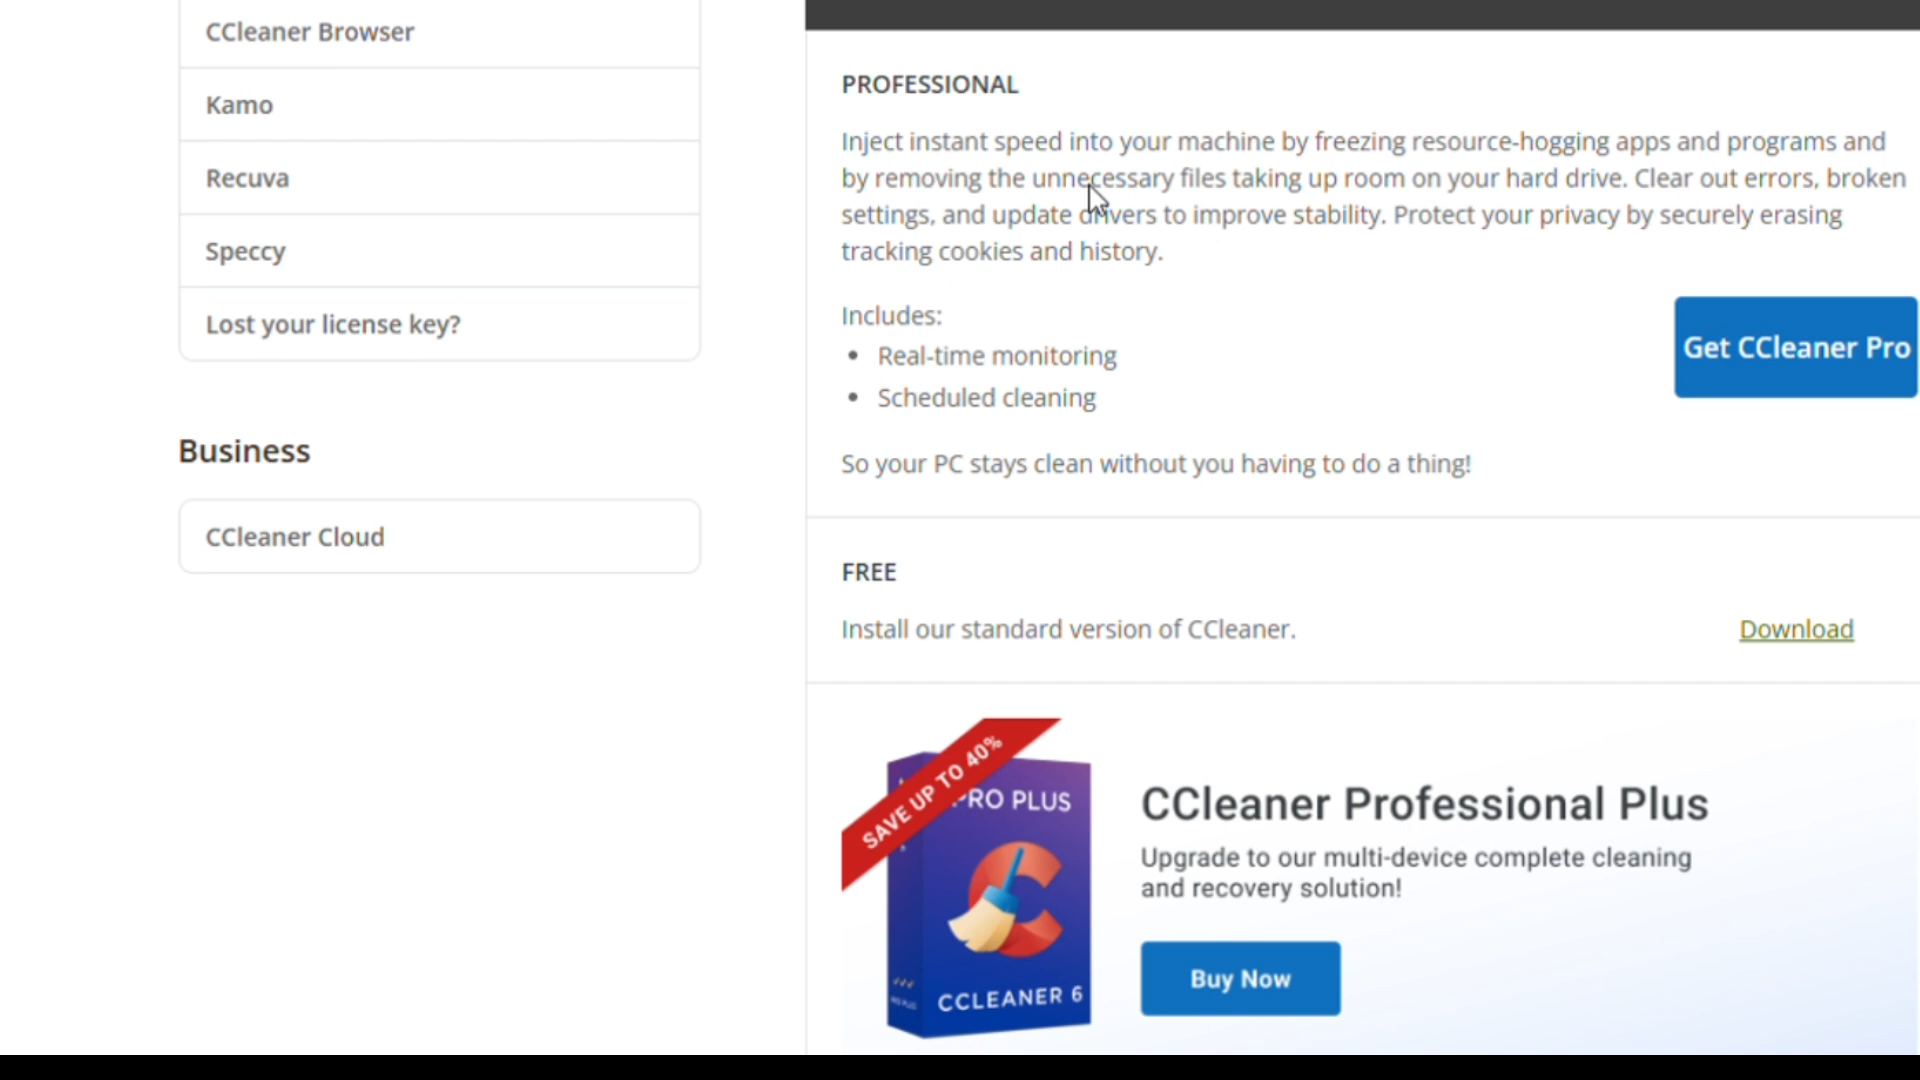 CCleaner Browser
Kamo
Recuva
Speccy
Lost your license key?
Business
CCleaner Cloud
PROFESSIONAL
Inject instant speed into your machine by freezing resource-hogging apps and programs and
by removing the unnecessary files taking up room on your hard drive. Clear out errors, broken
settings, and update drivers to improve stability. Protect your privacy by securely erasing
tracking cookies and history.
Includes:
Real-time monitoring
Scheduled cleaning
Get CCleaner Pro
So your PC stays clean without you having to do a thing!
FREE
Install our standard version of CCleaner.
Download
SAVE UP TO 40%
PRO PLUS
CCLEANER 6
CCleaner Professional Plus
Upgrade to our multi-device complete cleaning
and recovery solution!
Buy Now